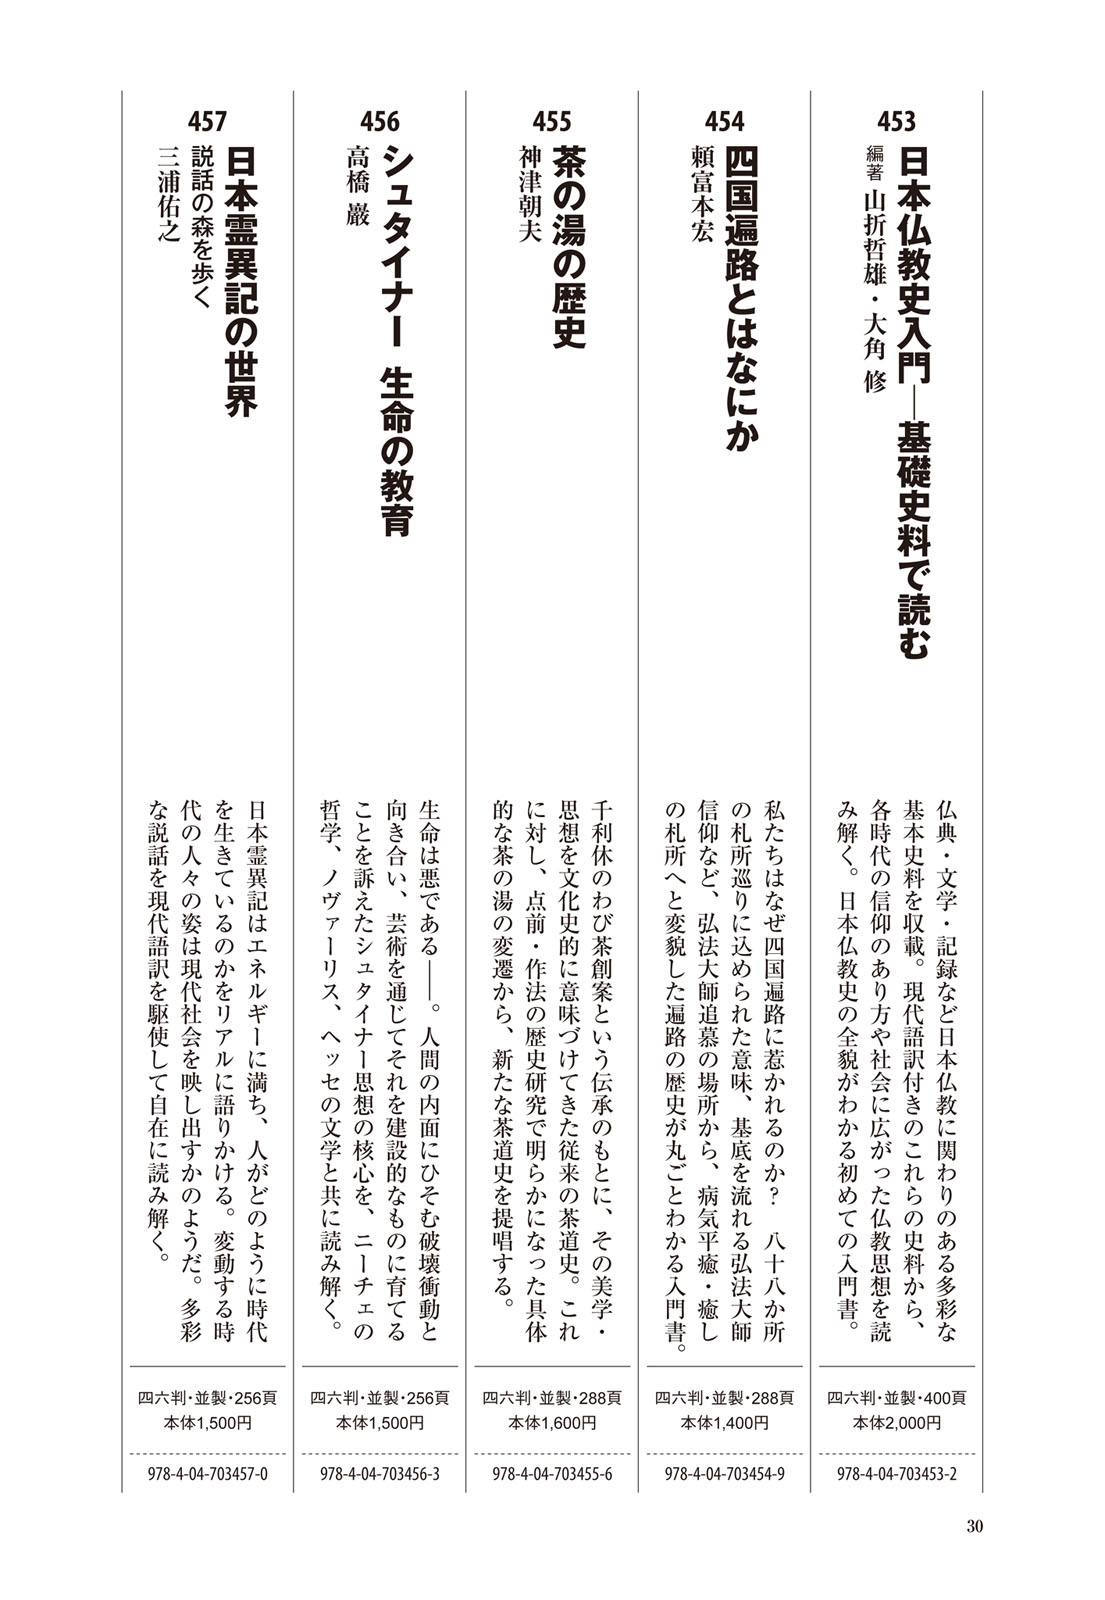 453
日本仏教史入門――基礎史料で読む
編著 山折哲雄・大角 修
仏典・文学・記録など日本仏教に関わりのある多彩な
基本史料を収載。現代語訳付きのこれらの史料から、
各時代の信仰のあり方や社会に広がった仏教思想を読
み解く。日本仏教史の全貌がわかる初めての入門書。
四六判・並製・400頁
本体2,000円
978-4-04-703453-2
454
四国遍路とはなにか
頼富本宏
私たちはなぜ四国遍路に惹かれるのか? 八十八か所
の札所巡りに込められた意味、基底を流れる弘法大師
信仰など、弘法大師追慕の場所から、病気平癒・癒し
の札所へと変貌した遍路の歴史が丸ごとわかる入門書。
四六判・並製・288頁
本体1,400円
978-4-04-703454-9
455
茶の湯の歴史
神津朝夫
千利休のわび茶創案という伝承のもとに、その美学・
思想を文化史的に意味づけてきた従来の茶道史。これ
に対し、点前・作法の歴史研究で明らかになった具体
的な茶の湯の変遷から、新たな茶道史を提唱する。
四六判・並製・288頁
本体1,600円
978-4-04-703455-6
456
シュタイナー 生命の教育
高橋 巖
生命は悪である――。人間の内面にひそむ破壊衝動と
向き合い、芸術を通じてそれを建設的なものに育てる
ことを訴えたシュタイナー思想の核心を、ニーチェの
哲学、ノヴァーリス、ヘッセの文学と共に読み解く。
四六判・並製・256頁
本体1,500円
978-4-04-703456-3
457
日本霊異記の世界
説話の森を歩く
三浦佑之
日本霊異記はエネルギーに満ち、人がどのように時代
を生きているのかをリアルに語りかける。変動する時
代の人々の姿は現代社会を映し出すかのようだ。多彩
な説話を現代語訳を駆使して自在に読み解く。
四六判・並製・256頁
本体1,500円
978-4-04-703457-0
30